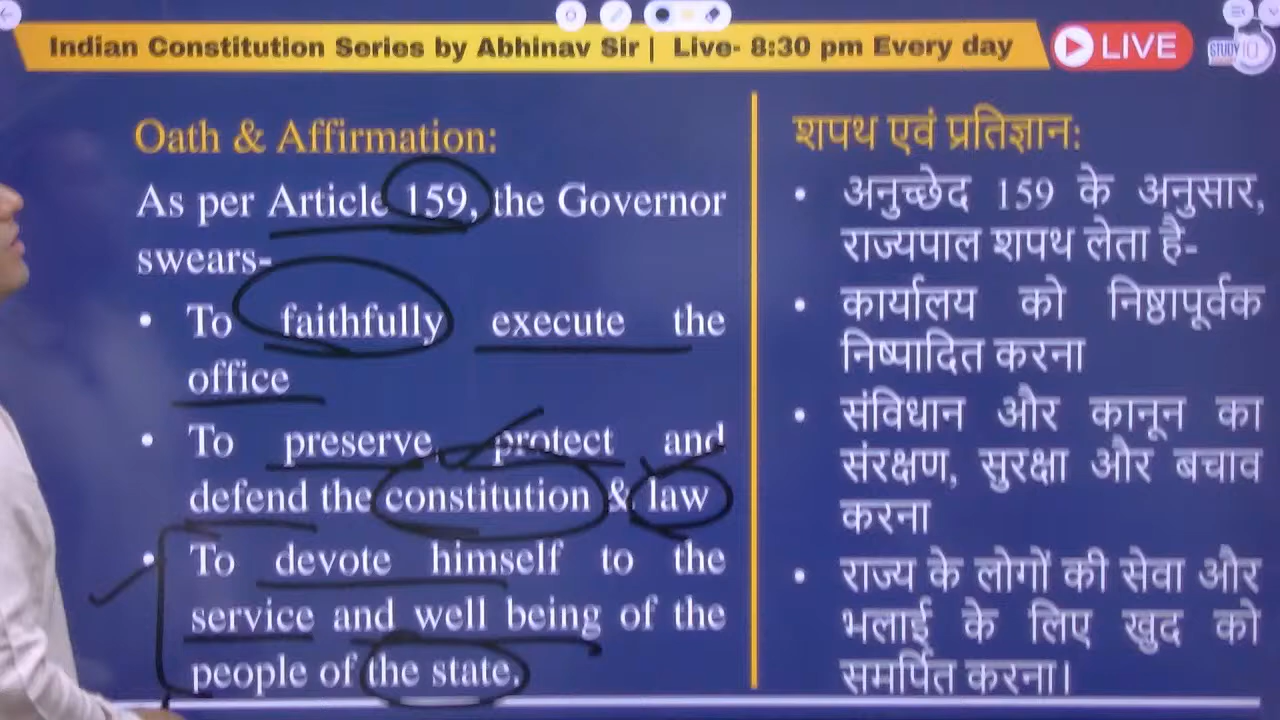 Indian Constitution Series by Abhinav Sir | Live- 8:30 pm Every day
LIVE
STUDY
Oath & Affirmation:
As per Article 159, the Governor
swears-
• To faithfully execute the
office
• To preserve, protect and
defend the constitution & law
• To devote himself to the
service and well being of the
people of the state.
शपथ एवं प्रतिज्ञान:
• अनुच्छेद 159 के अनुसार,
राज्यपाल शपथ लेता है-
• कार्यालय को निष्ठापूर्वक
निष्पादित करना
• संविधान और कानून का
संरक्षण, सुरक्षा और बचाव
करना
• राज्य के लोगों की सेवा और
भलाई के लिए खुद को
समर्पित करना।